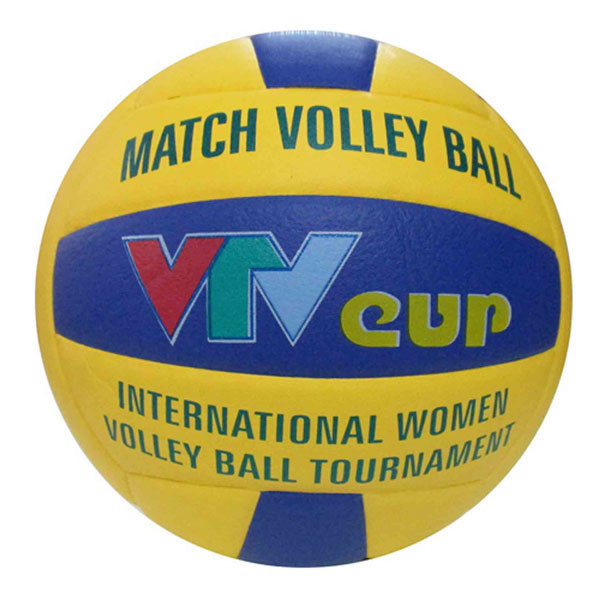 MATCH VOLLEY BALL
VTV cup
INTERNATIONAL WOMEN
VOLLEY BALL TOURNAMENT